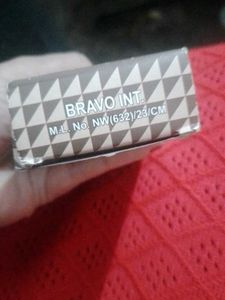 BRAVO INT.
M.L. No. NW(632)/23/CM